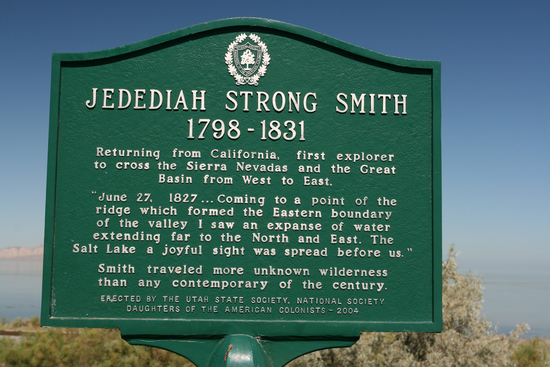 JEDEDIAH STRONG SMITH
1798-1831
Returning from California, first explorer
to cross the Sierra Nevadas and the Great
Basin from West to East.
"June 27, 1827... Coming to a point of the
ridge which formed the Eastern boundary
of the valley I saw an expanse of water
extending far to the North and East. The
Salt Lake a joyful sight was spread before us."
Smith traveled more unknown wilderness
than any contemporary of the century.
ERECTED BY THE UTAH STATE SOCIETY, NATIONAL SOCIETY
DAUGHTERS OF THE AMERICAN COLONISTS - 2004